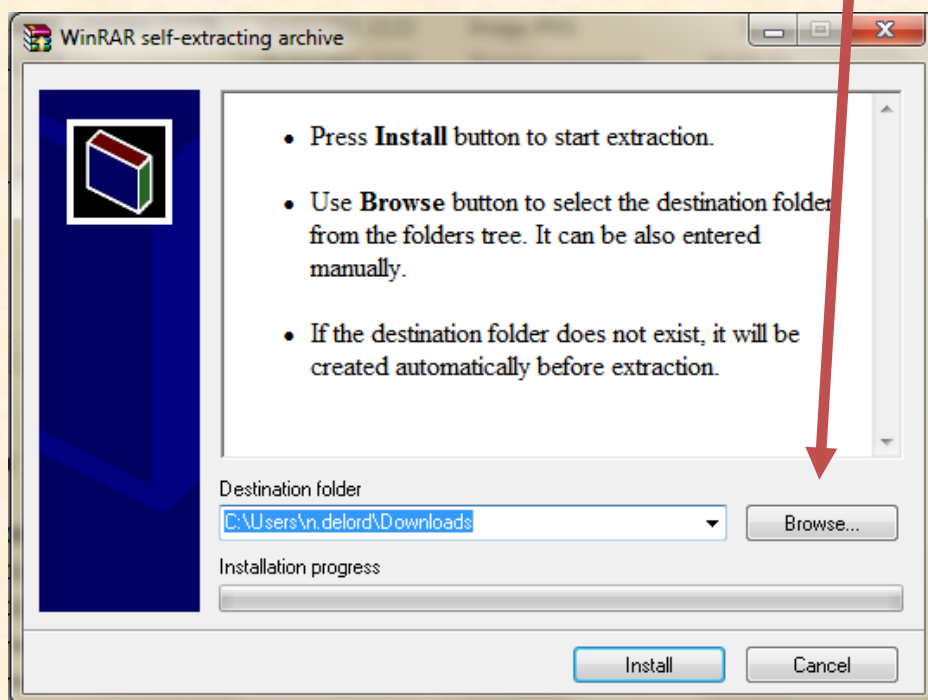 WinRAR self-extracting archive
• Press Install button to start extraction.
• Use Browse button to select the destination folder
from the folders tree. It can be also entered
manually.
• If the destination folder does not exist, it will be
created automatically before extraction.
Destination folder
C:\Users\n.delord\Downloads
Browse...
Installation progress
Install
Cancel